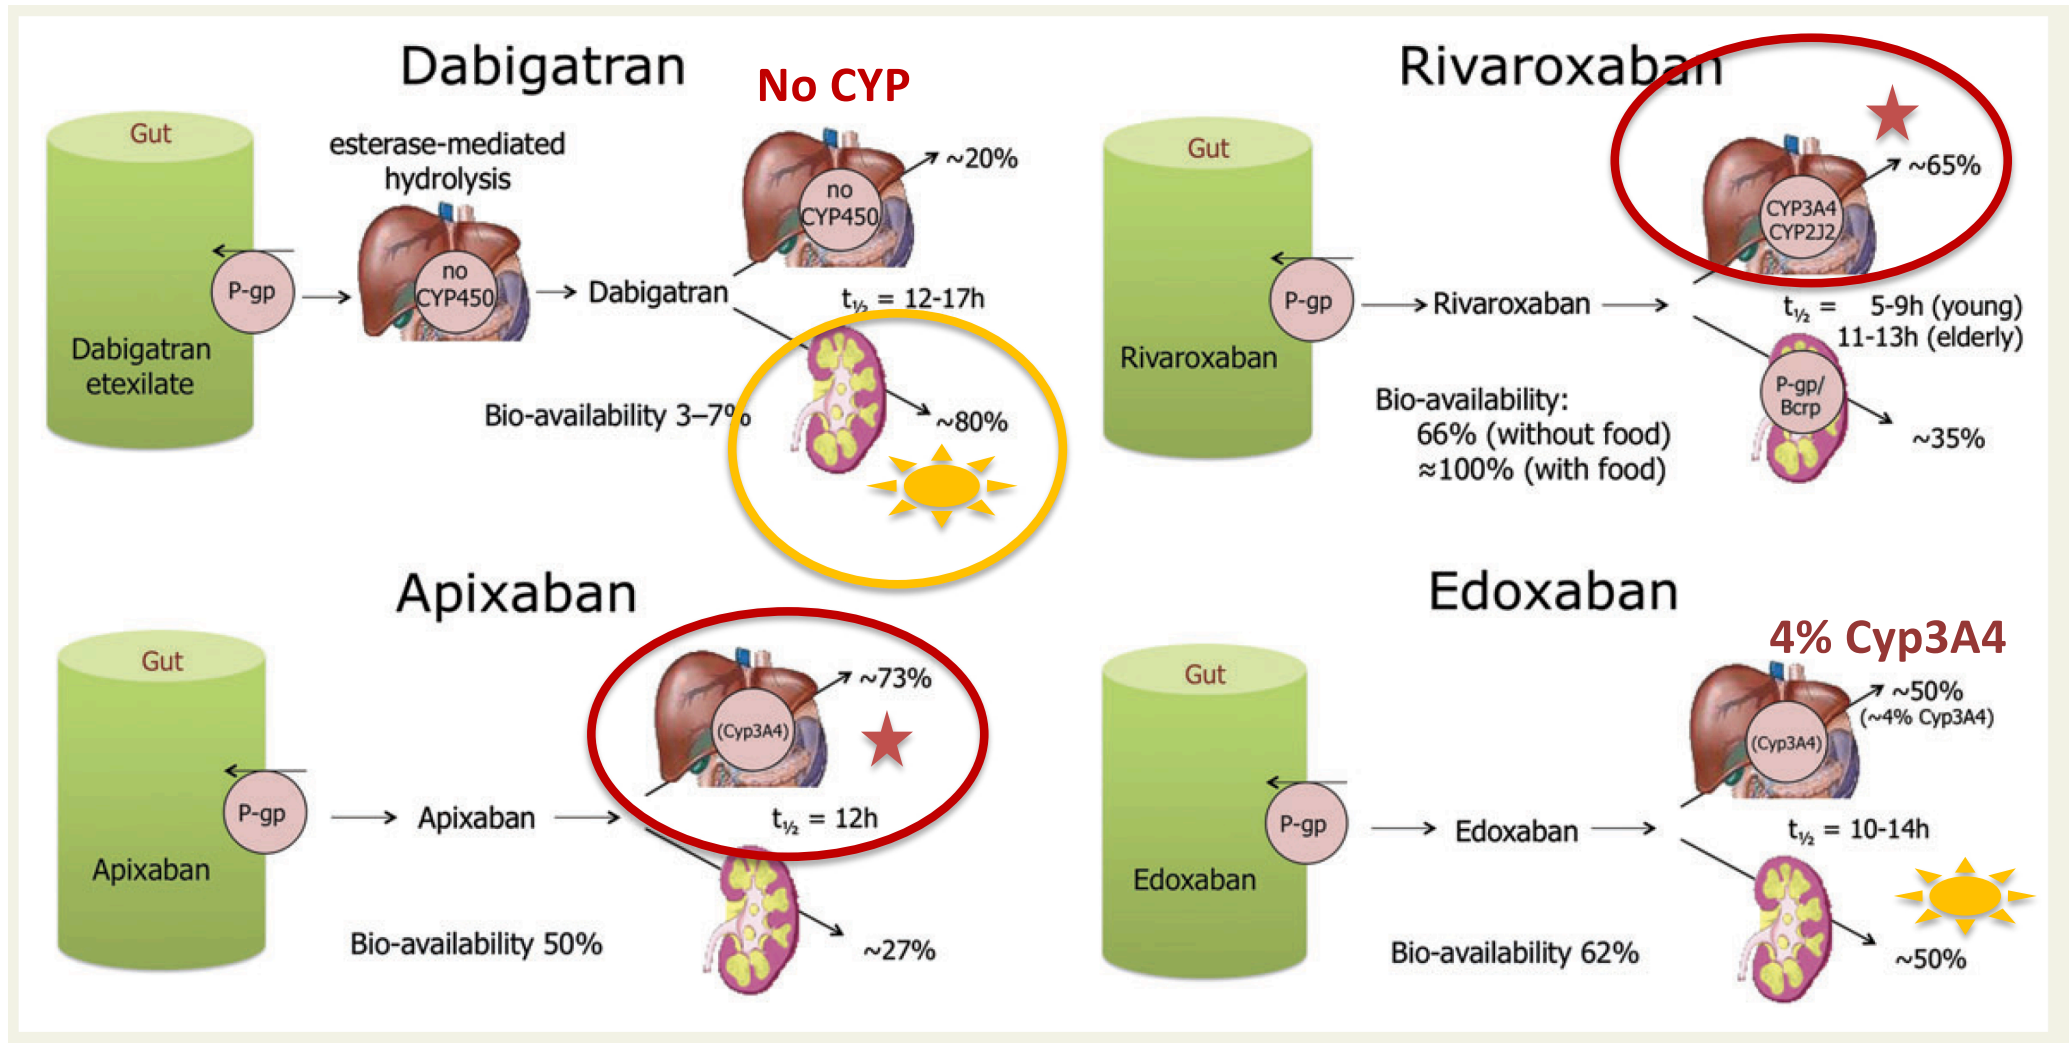 Dabigatran
No CYP
Gut
esterase-mediated
hydrolysis
no
CYP450
~20%
no
CYP450
P-gp
Dabigatran
t½ = 12-17h
Dabigatran
etexilate
Bio-availability 3–7%
~80%
Rivaroxaban
Gut
~65%
CYP3A4
CYP2J2
P-gp
Rivaroxaban
t½ = 5-9h (young)
11-13h (elderly)
Rivaroxaban
P-gp/
Bcrp
Bio-availability:
66% (without food)
≈100% (with food)
~35%
Apixaban
Gut
~73%
(Cyp3A4)
P-gp
Apixaban
t½ = 12h
Apixaban
Bio-availability 50%
~27%
Edoxaban
4% Cyp3A4
Gut
~50%
(~4% Cyp3A4)
(Cyp3A4)
P-gp
Edoxaban
t½ = 10-14h
Edoxaban
Bio-availability 62%
~50%